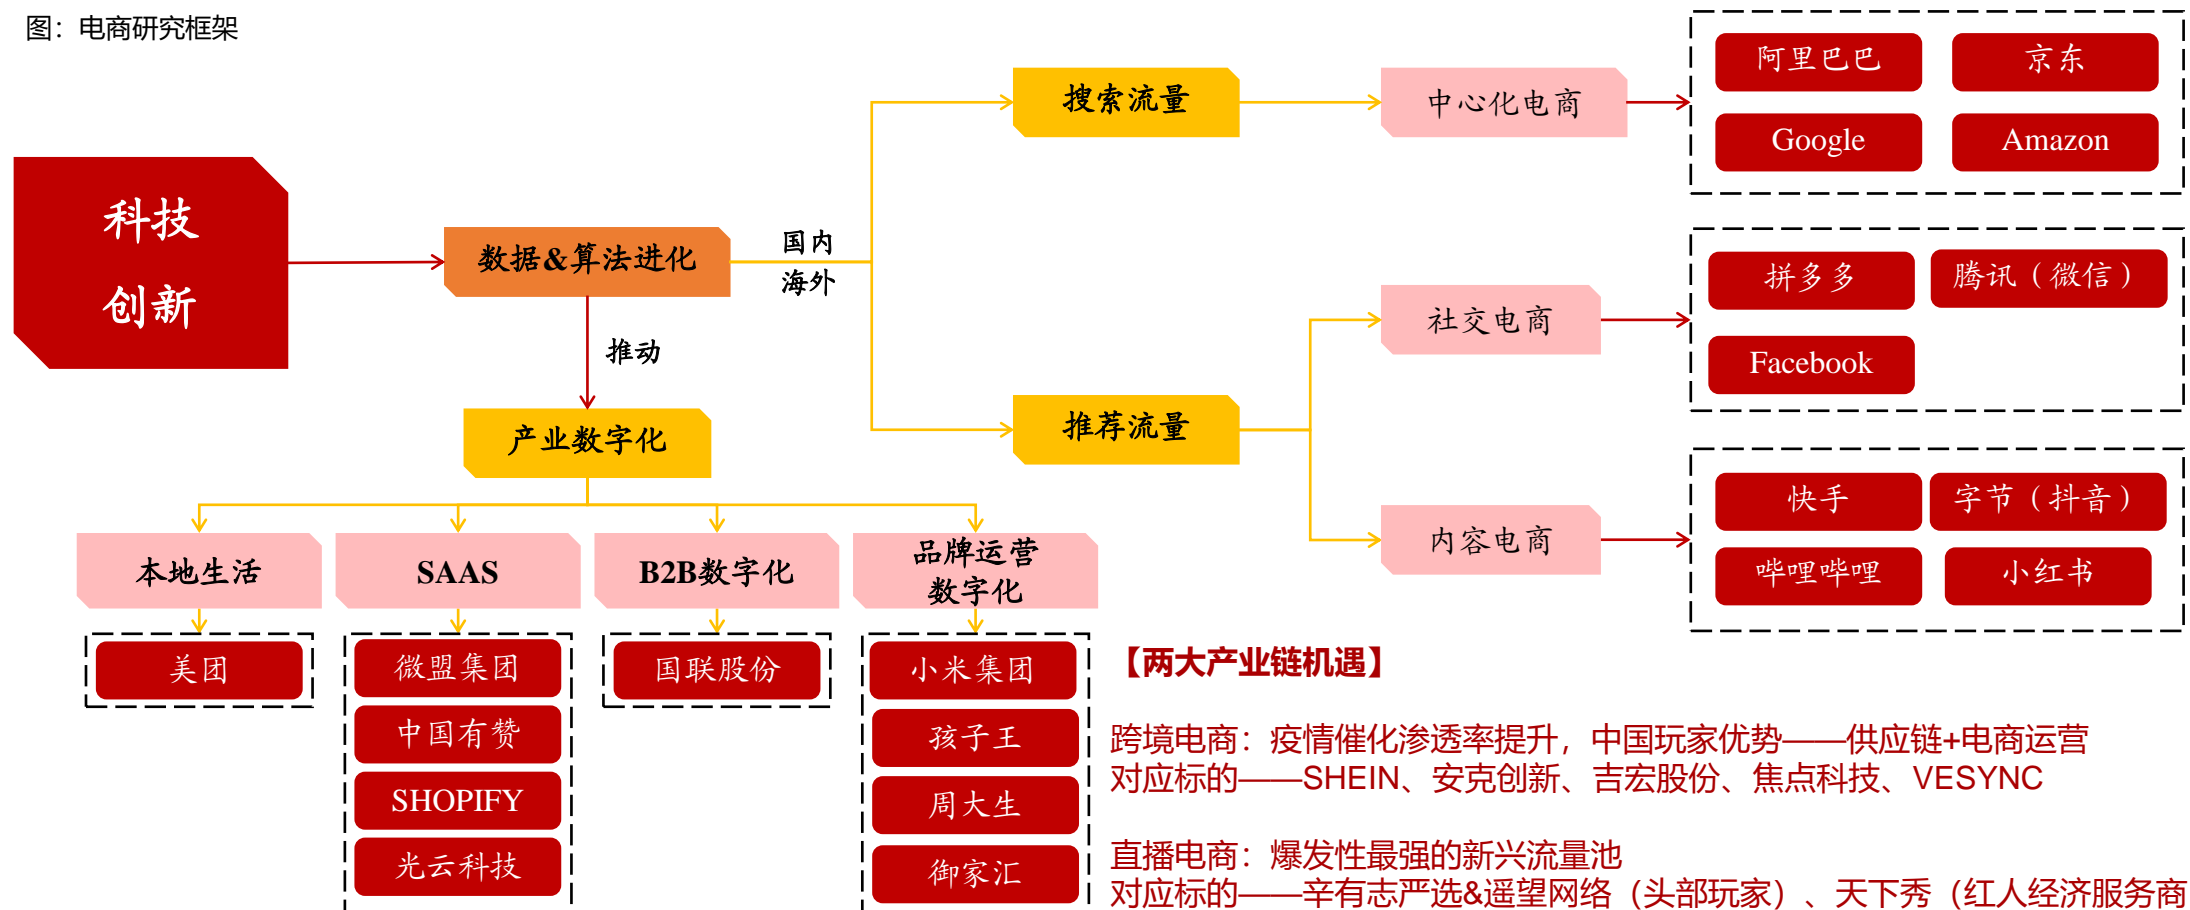 图：电商研究框架
科技
创新
数据&算法进化
国内
海外
推动
产业数字化
搜索流量
推荐流量
中心化电商
社交电商
内容电商
阿里巴巴
京东
Google
Amazon
拼多多
腾讯（微信）
Facebook
快手
字节（抖音）
哔哩哔哩
小红书
本地生活
SAAS
B2B数字化
品牌运营
数字化
美团
微盟集团
中国有赞
SHOPIFY
光云科技
国联股份
小米集团
孩子王
周大生
御家汇
【两大产业链机遇】
跨境电商：疫情催化渗透率提升，中国玩家优势——供应链+电商运营
对应标的——SHEIN、安克创新、吉宏股份、焦点科技、VESYNC
直播电商：爆发性最强的新兴流量池
对应标的——辛有志严选&遥望网络（头部玩家）、天下秀（红人经济服务商